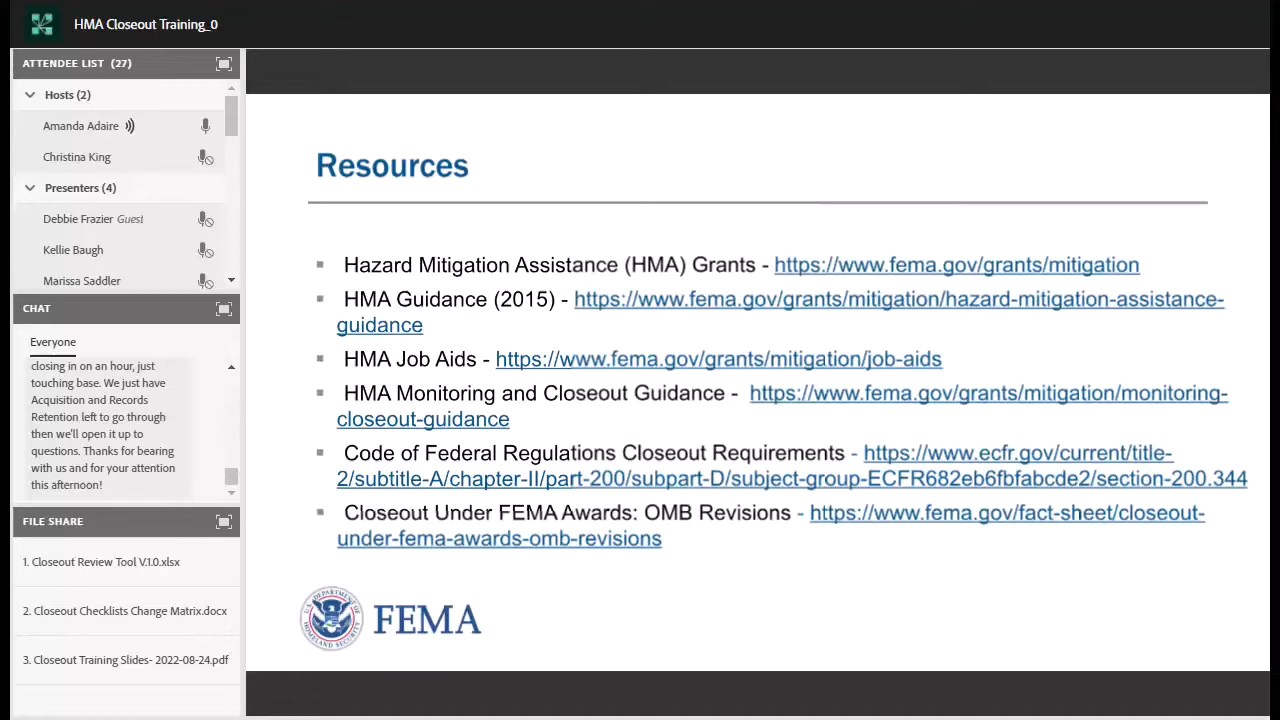 HMA Closeout Training_0
ATTENDEE LIST (27)
Hosts (2)
Amanda Adaire
Christina King
Presenters (4)
Debbie Frazier Guest
Kellie Baugh
Marissa Saddler
CHAT
Everyone
closing in on an hour, just
touching base. We just have
Acquisition and Records
Retention left to go through
then we'll open it up to
questions. Thanks for bearing
with us and for your attention
this afternoon!
FILE SHARE
1. Closeout Review Tool V.1.0.xlsx
2. Closeout Checklists Change Matrix.docx
3. Closeout Training Slides- 2022-08-24.pdf
Resources
Hazard Mitigation Assistance (HMA) Grants - https://www.fema.gov/grants/mitigation
HMA Guidance (2015) - https://www.fema.gov/grants/mitigation/hazard-mitigation-assistance-
guidance
HMA Job Aids - https://www.fema.gov/grants/mitigation/job-aids
HMA Monitoring and Closeout Guidance - https://www.fema.gov/grants/mitigation/monitoring-
closeout-guidance
Code of Federal Regulations Closeout Requirements - https://www.ecfr.gov/current/title-
2/subtitle-A/chapter-II/part-200/subpart-D/subject-group-ECFR682eb6fbfabcde2/section-200.344
Closeout Under FEMA Awards: OMB Revisions - https://www.fema.gov/fact-sheet/closeout-
under-fema-awards-omb-revisions
U.S. DEPARTMENT OF
HOMELAND SECURITY
FEMA